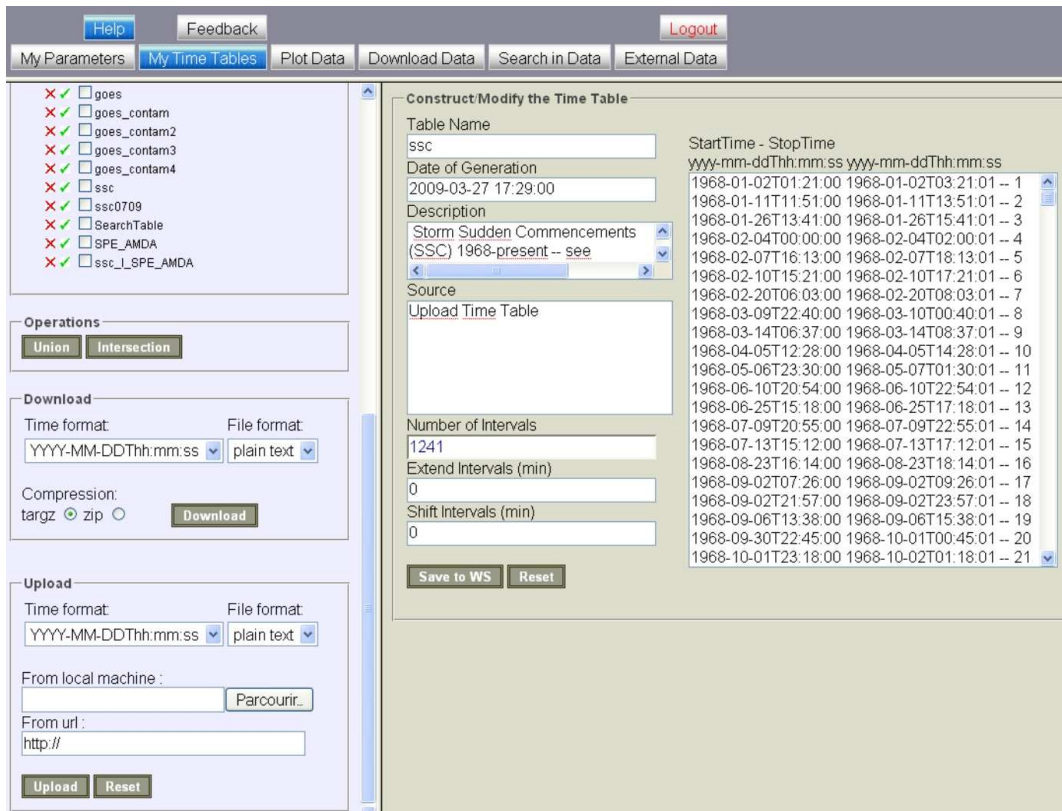 Help Feedback Logout
My Parameters My Time Tables Plot Data Download Data Search in Data External Data
goes
goes_contam
goes_contam2
goes_contam3
goes_contam4
ssc
ssc0709
SearchTable
SPE_AMDA
ssc_I_SPE_AMDA
Operations
Union Intersection
Download
Time format: File format:
YYYY-MM-DDThh:mm:ss plain text
Compression:
targz zip Download
Upload
Time format: File format:
YYYY-MM-DDThh:mm:ss plain text
From local machine :
Parcourir...
From url :
http://
Upload Reset
Construct/Modify the Time Table
Table Name
ssc
Date of Generation
2009-03-27 17:29:00
Description
Storm Sudden Commencements
(SSC) 1968-present -- see
Source
Upload Time Table
Number of Intervals
1241
Extend Intervals (min)
0
Shift Intervals (min)
0
Save to WS Reset
StartTime - StopTime
yyyy-mm-ddThh:mm:ss yyyy-mm-ddThh:mm:ss
1968-01-02T01:21:00 1968-01-02T03:21:01 -- 1
1968-01-11T11:51:00 1968-01-11T13:51:01 -- 2
1968-01-26T13:41:00 1968-01-26T15:41:01 -- 3
1968-02-04T00:00:00 1968-02-04T02:00:01 -- 4
1968-02-07T16:13:00 1968-02-07T18:13:01 -- 5
1968-02-10T15:21:00 1968-02-10T17:21:01 -- 6
1968-02-20T06:03:00 1968-02-20T08:03:01 -- 7
1968-03-09T22:40:00 1968-03-10T00:40:01 -- 8
1968-03-14T06:37:00 1968-03-14T08:37:01 -- 9
1968-04-05T12:28:00 1968-04-05T14:28:01 -- 10
1968-05-06T23:30:00 1968-05-07T01:30:01 -- 11
1968-06-10T20:54:00 1968-06-10T22:54:01 -- 12
1968-06-25T15:18:00 1968-06-25T17:18:01 -- 13
1968-07-09T20:55:00 1968-07-09T22:55:01 -- 14
1968-07-13T15:12:00 1968-07-13T17:12:01 -- 15
1968-08-23T16:14:00 1968-08-23T18:14:01 -- 16
1968-09-02T07:26:00 1968-09-02T09:26:01 -- 17
1968-09-02T21:57:00 1968-09-02T23:57:01 -- 18
1968-09-06T13:38:00 1968-09-06T15:38:01 -- 19
1968-09-30T22:45:00 1968-10-01T00:45:01 -- 20
1968-10-01T23:18:00 1968-10-02T01:18:01 -- 21